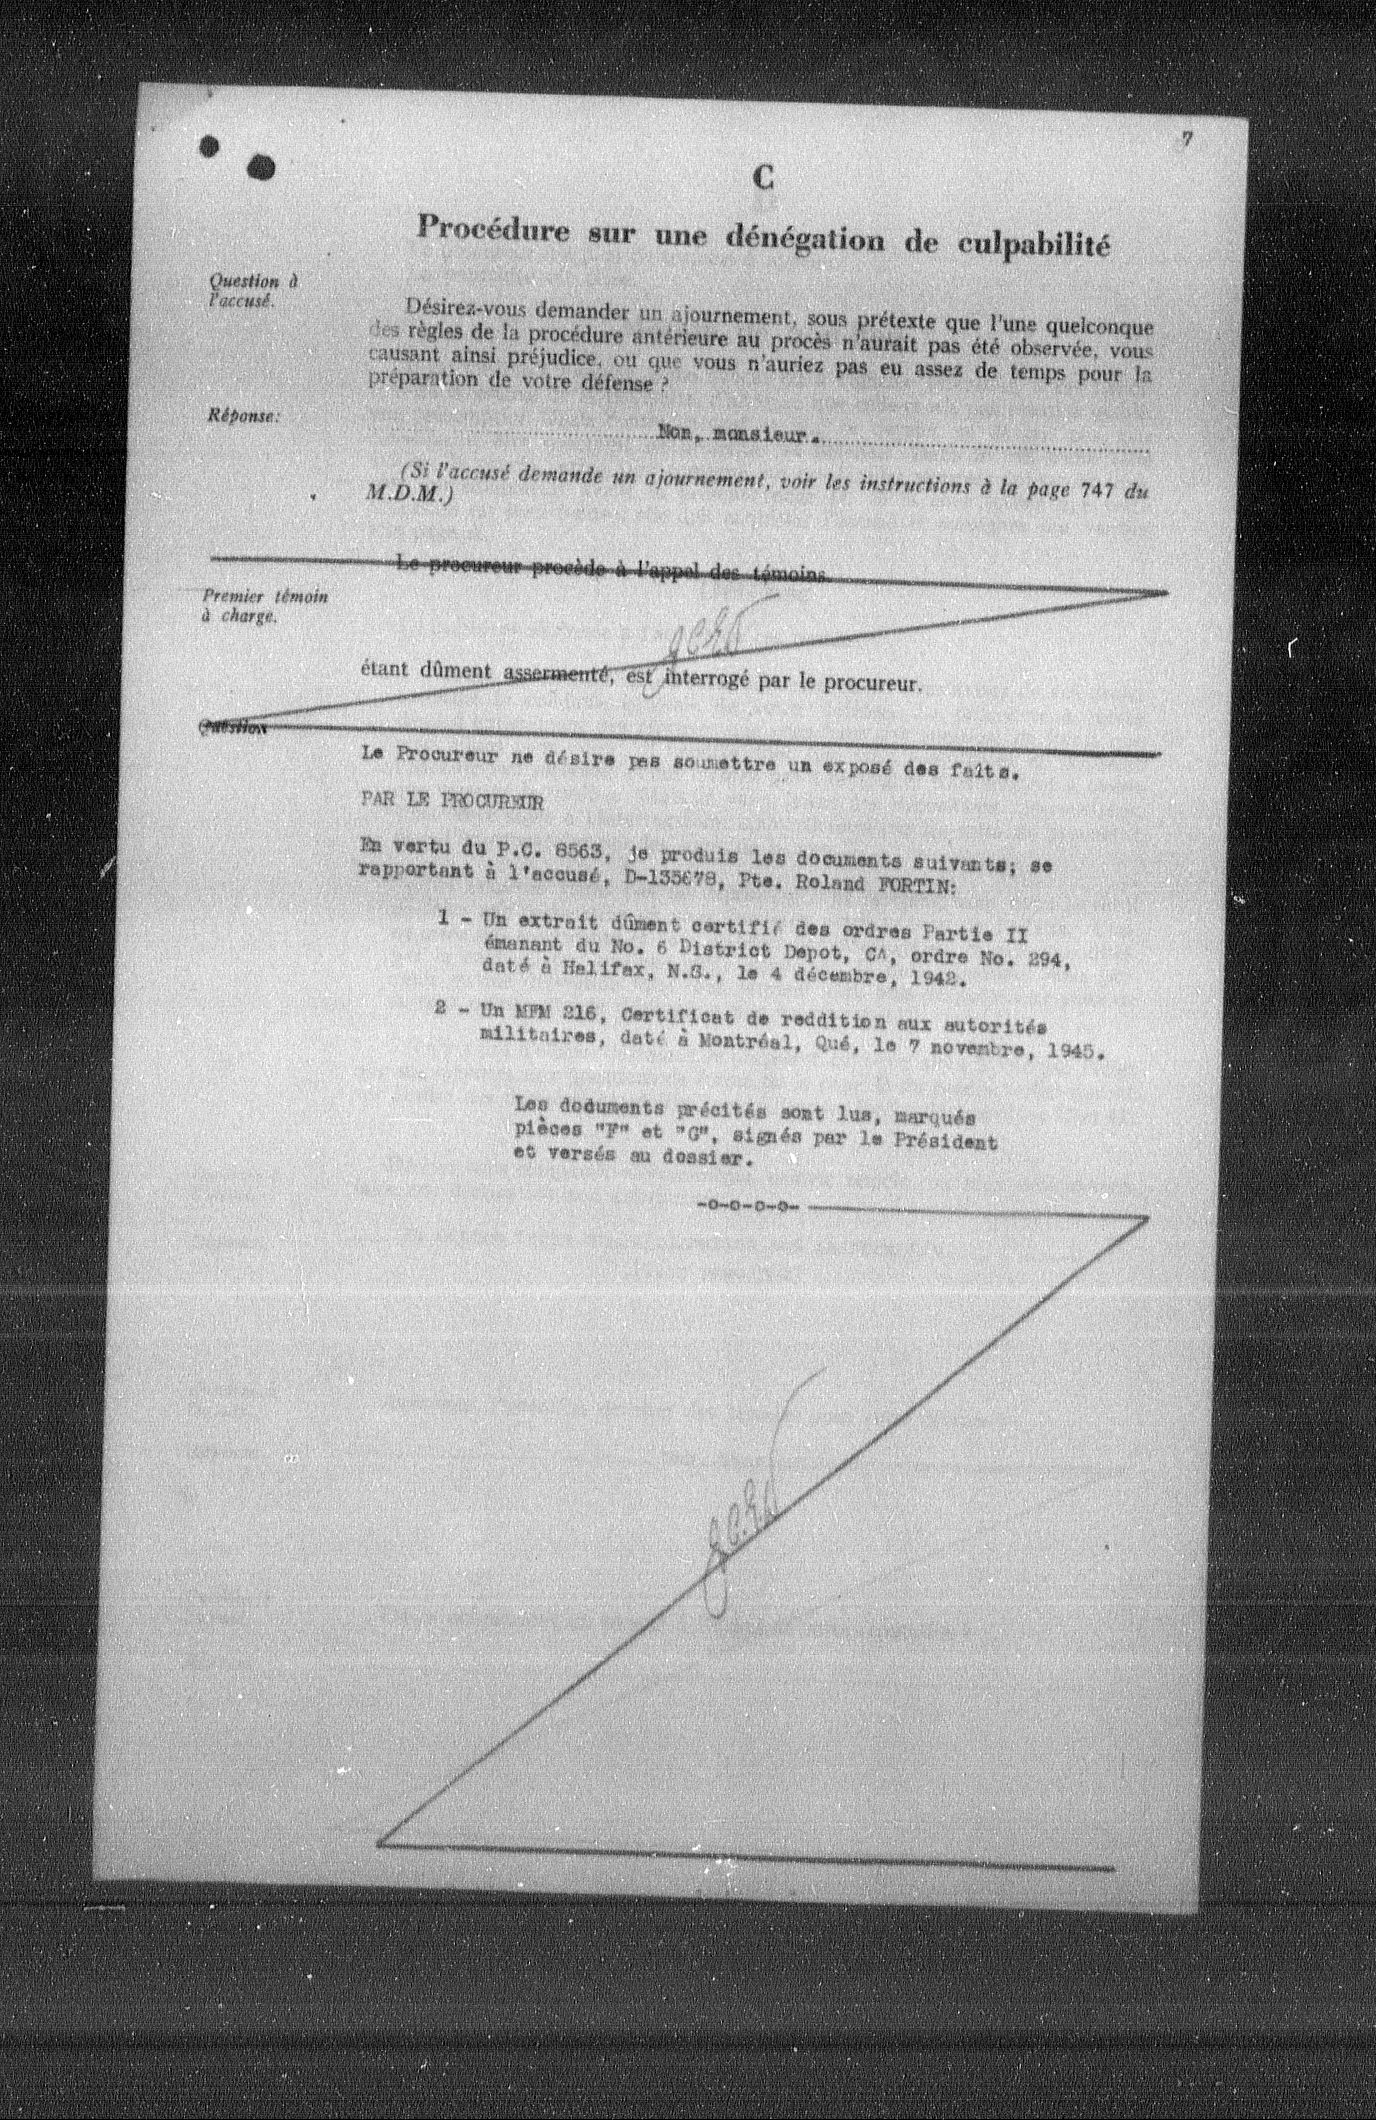 7
C
Procédure sur une dénégation de culpabilité
Question à
l'accusé.
Désirez-vous demander un ajournement, sous prétexte que l'une quelconque
des règles de la procédure antérieure au procès n'aurait pas été observée, vous
causant ainsi préjudice, ou que vous n'auriez pas eu assez de temps pour la
préparation de votre défense ?
Réponse:
Non, monsieur.
(Si l'accusé demande un ajournement, voir les instructions à la page 747 du
M.D.M.)
Le procureur procède à l'appel des témoins.
Premier témoin
à charge.
étant dûment assermenté, est interrogé par le procureur.
Question
Le Procureur ne désire pas soumettre un exposé des faits.
PAR LE PROCUREUR
En vertu du P.C. 8563, je produis les documents suivants; se
rapportant à l'accusé, D-135678, Pte. Roland FORTIN:
1 - Un extrait dûment certifié des ordres Partie II
émanant du No. 6 District Depot, CA, ordre No. 294,
daté à Halifax, N.S., le 4 décembre, 1942.
2 - Un MFM 216, Certificat de reddition aux autorités
militaires, daté à Montréal, Qué, le 7 novembre, 1945.
Les doduments précités sont lus, marqués
pièces "F" et "G", signés par le Président
et versés au dossier.
-o-o-o-o-